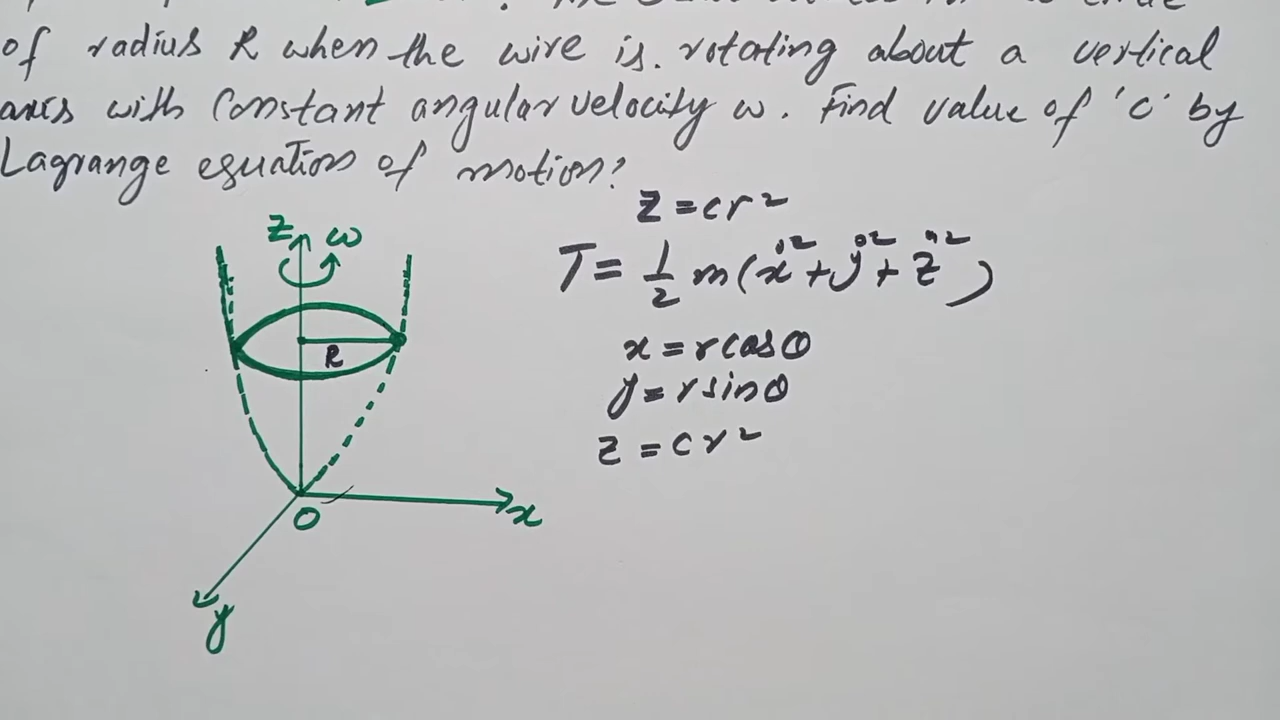 of radius R when the wire is rotating about a vertical
axis with Constant angular velocity ω. Find value of 'c' by
Lagrange equation of motion?
z = cr²
T = 1/2 m(ẋ² + ẏ² + ż²)
x = r cos θ
y = r sin θ
z = cr²
z ω
R
O
x
y